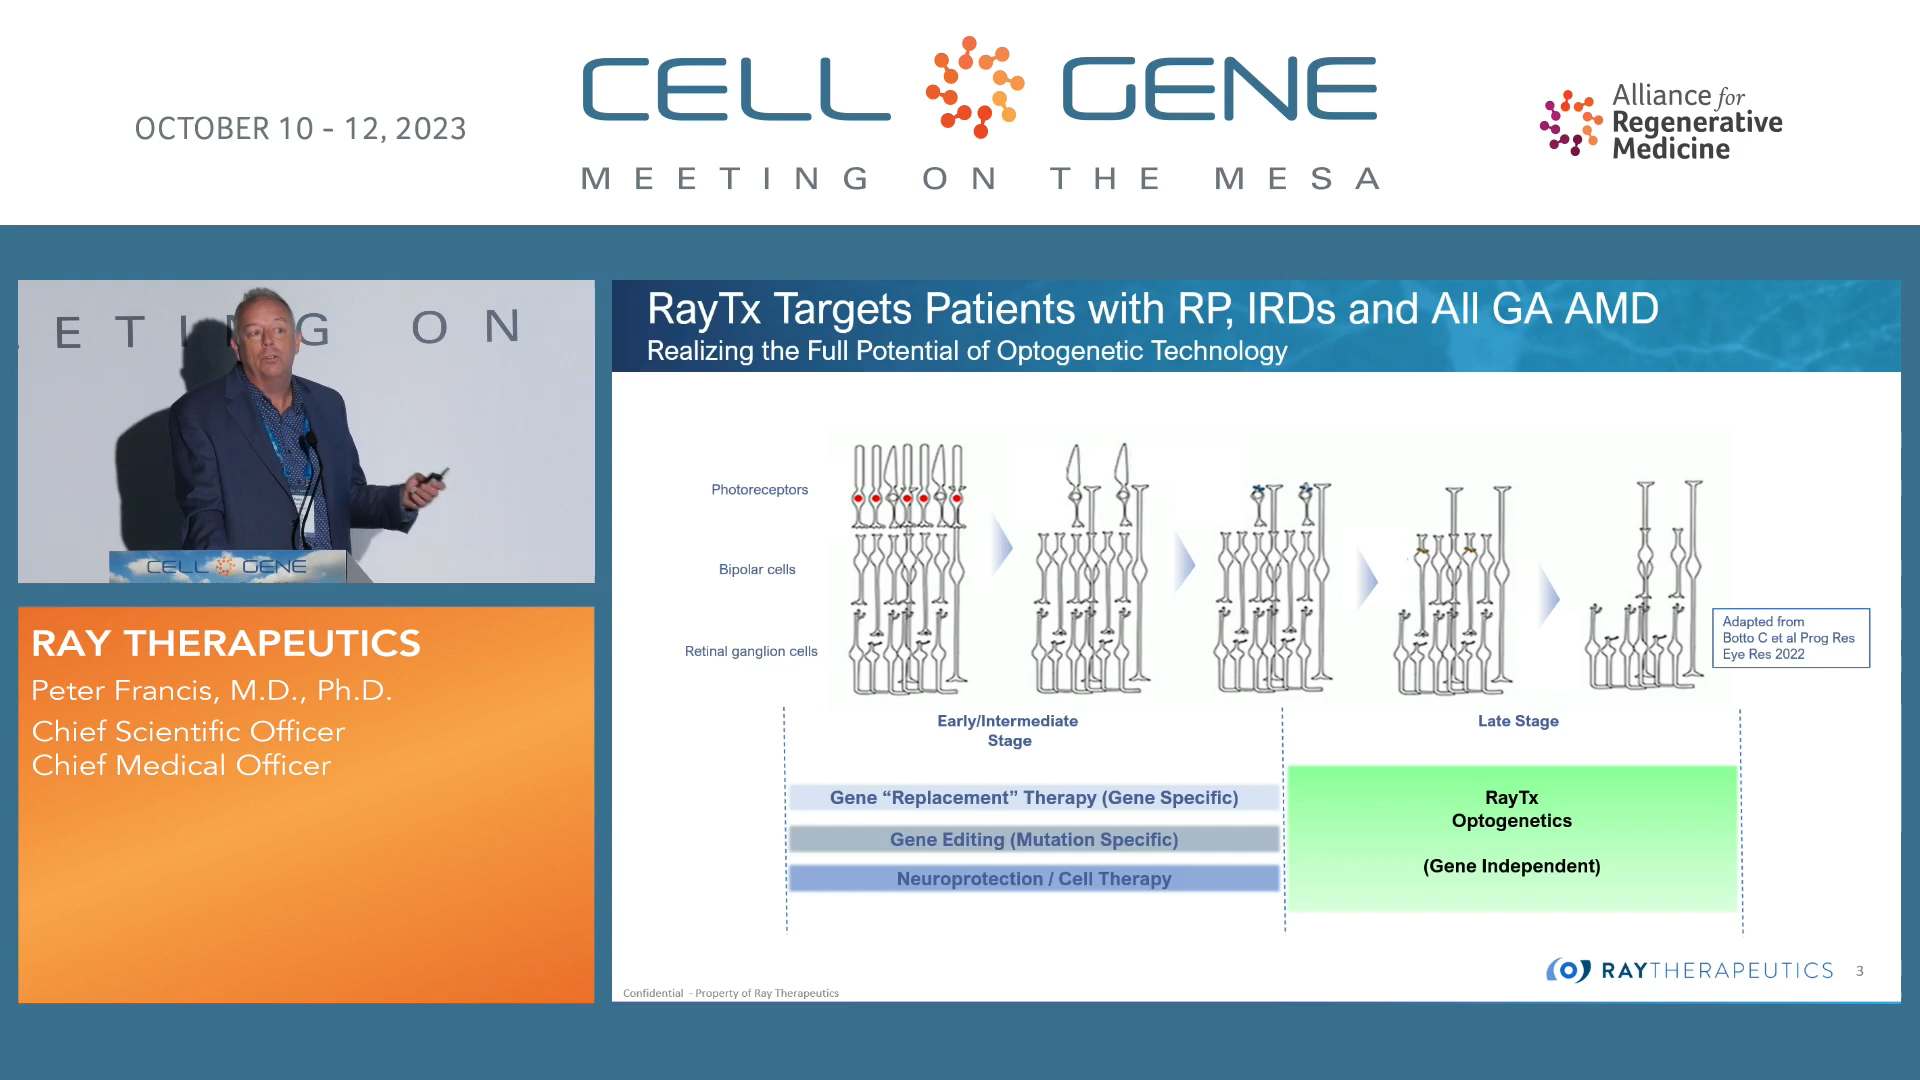 OCTOBER 10 - 12, 2023
CELL GENE
MEETING ON THE MESA
Alliance for
Regenerative
Medicine
ETING ON
CELL GENE
RAY THERAPEUTICS
Peter Francis, M.D., Ph.D.
Chief Scientific Officer
Chief Medical Officer
RayTx Targets Patients with RP, IRDs and All GA AMD
Realizing the Full Potential of Optogenetic Technology
Photoreceptors
Bipolar cells
Retinal ganglion cells
Adapted from
Botto C et al Prog Res
Eye Res 2022
Early/Intermediate
Stage
Late Stage
Gene “Replacement” Therapy (Gene Specific)
Gene Editing (Mutation Specific)
Neuroprotection / Cell Therapy
RayTx
Optogenetics
(Gene Independent)
RAYTHERAPEUTICS 3
Confidential - Property of Ray Therapeutics